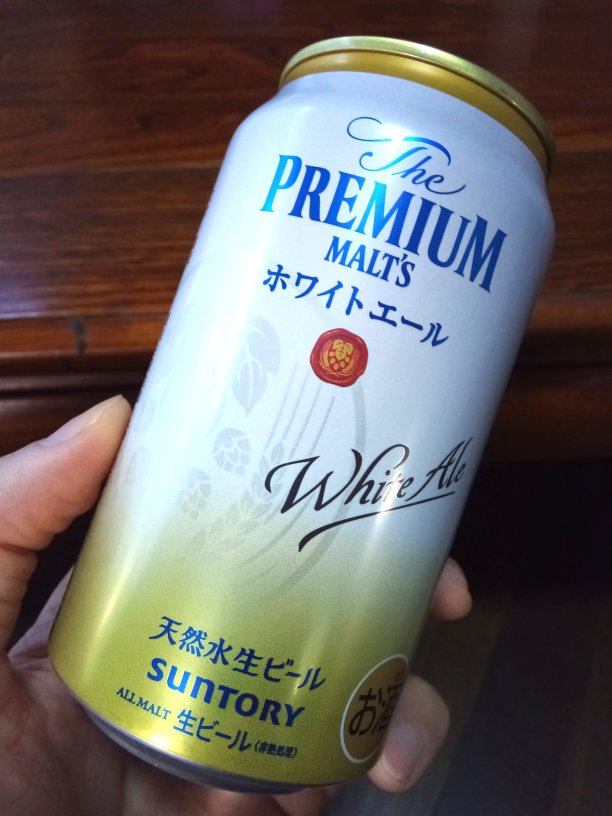 The
PREMIUM
MALT'S
ホワイトエール
White Ale
天然水生ビール
SUNTORY
ALL MALT 生ビール(非熱処理)
お酒